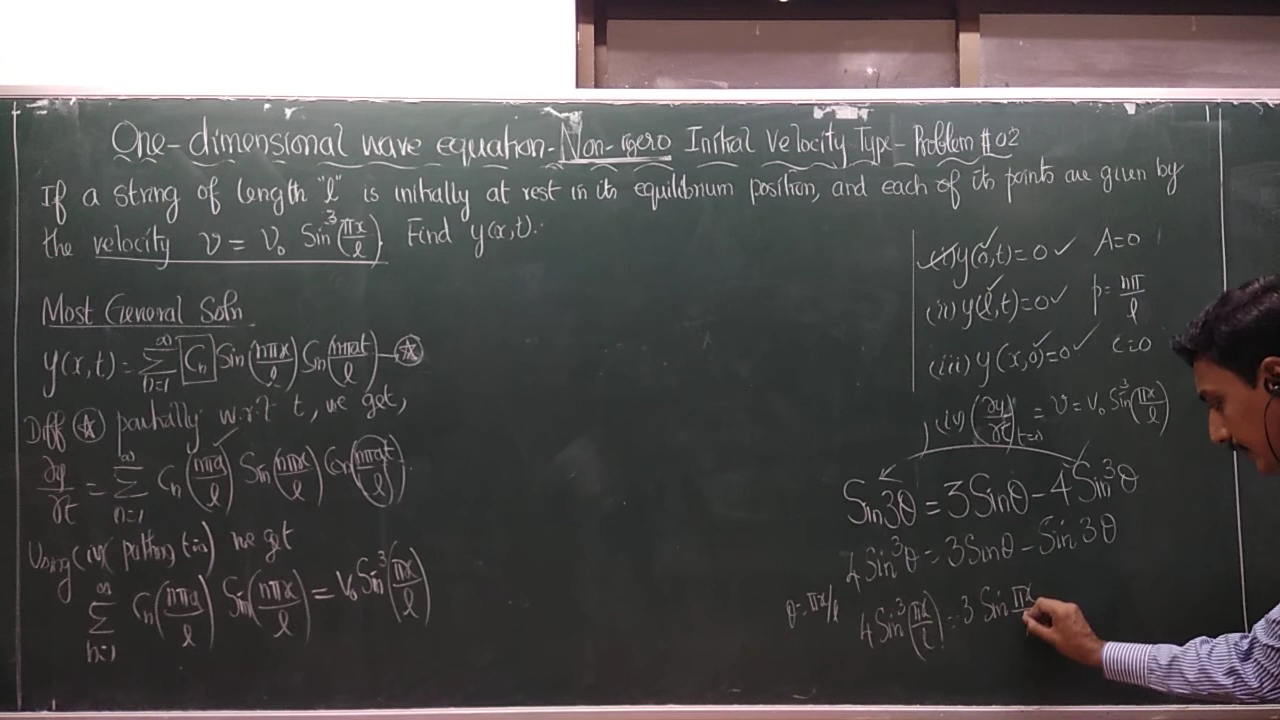 One-dimensional wave equation-Non-zero Initial Velocity Type-Problem #02
If a string of length "l" is initially at rest in its equilibrium position, and each of its points are given by
the velocity v = V₀ Sin³(πx/l). Find y(x,t).
Most General Soln
y(x,t) = ∑_{n=1}^{∞} Cₙ Sin(nπx/l) Sin(nπat/l) — ☆
Diff ☆ partially w.r.t t, we get,
∂y/∂t = ∑_{n=1}^{∞} Cₙ (nπa/l) Sin(nπx/l) Cos(nπat/l).
Using (iv) (putting t=0) we get
∑_{n=1}^{∞} Cₙ (nπa/l) Sin(nπx/l) = V₀ Sin³(πx/l)
(i) y(0,t)=0 ✓ A=0
(ii) y(l,t)=0 ✓ p = nπ/l
(iii) y(x,0)=0 ✓ C=0
(iv) (∂y/∂t)_{t=0} = v = V₀ Sin³(πx/l)
Sin3θ = 3Sinθ - 4Sin³θ
4Sin³θ = 3Sinθ - Sin3θ
θ = πx/l
4Sin³(πx/l) = 3 Sin πx